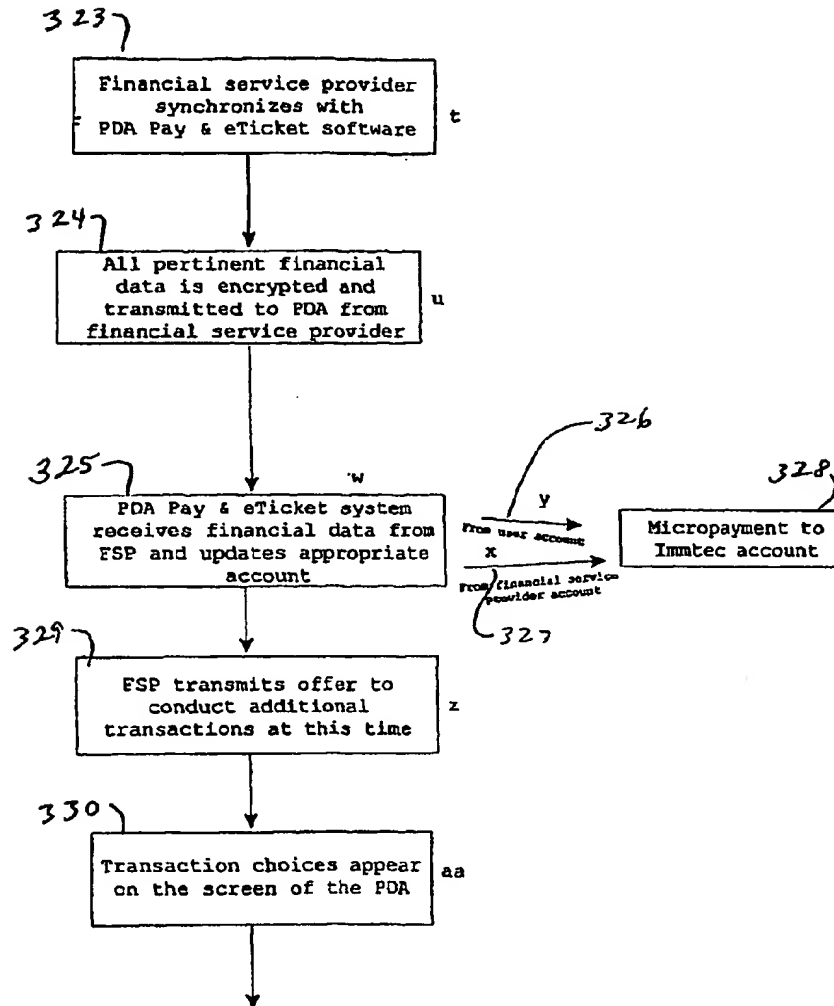 323
Financial service provider
synchronizes with
PDA Pay & eTicket software
t
324
All pertinent financial
data is encrypted and
transmitted to PDA from
financial service provider
u
325
w
PDA Pay & eTicket system
receives financial data from
FSP and updates appropriate
account
326
y
From user account
x
From financial service
provider account
327
328
Micropayment to
Immtec account
329
FSP transmits offer to
conduct additional
transactions at this time
z
330
Transaction choices appear
on the screen of the PDA
aa